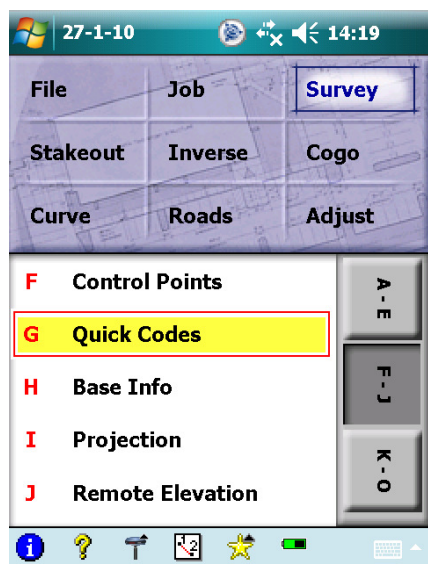 27-1-10 14:19
File Job Survey
Stakeout Inverse Cogo
Curve Roads Adjust
F Control Points
G Quick Codes
H Base Info
I Projection
J Remote Elevation
A - E
F - J
K - O